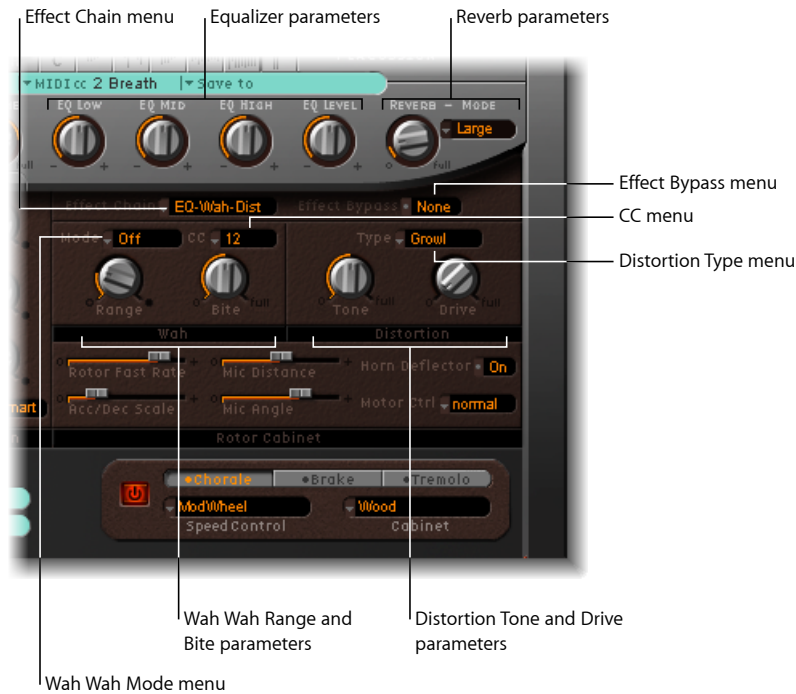 Effect Chain menu
Equalizer parameters
Reverb parameters
MIDI cc 2 Breath
Save to
EQ Low
EQ Mid
EQ High
EQ Level
Reverb – Mode
Large
full
full
Effect Bypass menu
Effect Chain
EQ-Wah-Dist
Effect Bypass
None
CC menu
Mode
Off
CC
12
Type
Growl
Distortion Type menu
Range
Bite
full
Tone
Drive
full
Wah
Distortion
Rotor Fast Rate
Mic Distance
Horn Deflector
On
Acc/Dec Scale
Mic Angle
Motor Ctrl
normal
Rotor Cabinet
Chorale
Brake
Tremolo
ModWheel
Wood
Speed Control
Cabinet
Wah Wah Range and
Bite parameters
Distortion Tone and Drive
parameters
Wah Wah Mode menu